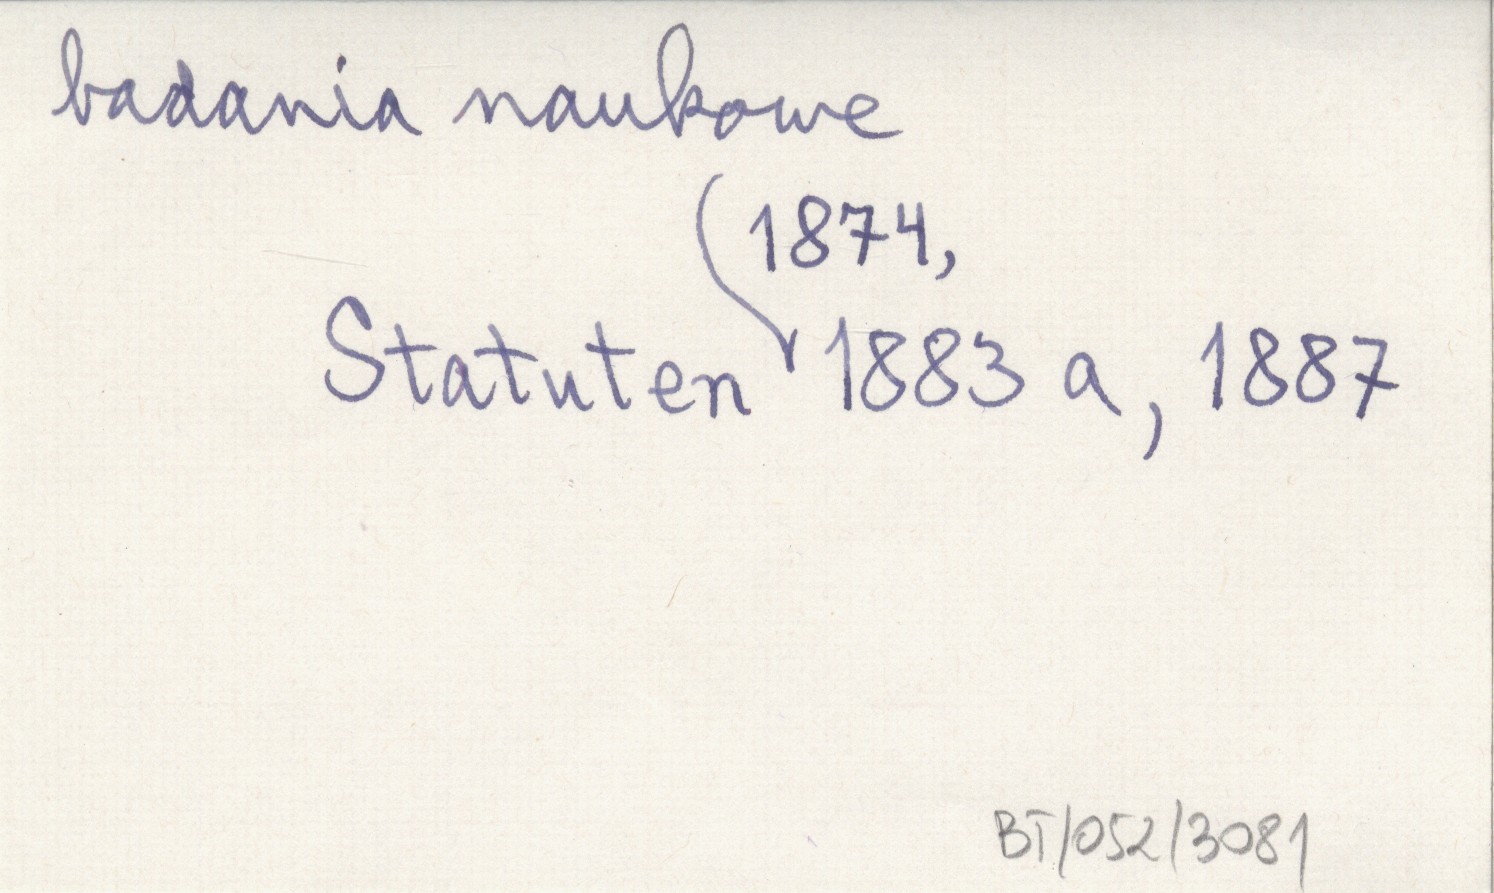 badania naukowe
1874,
Statuten 1883 a, 1887
BT/052/3081